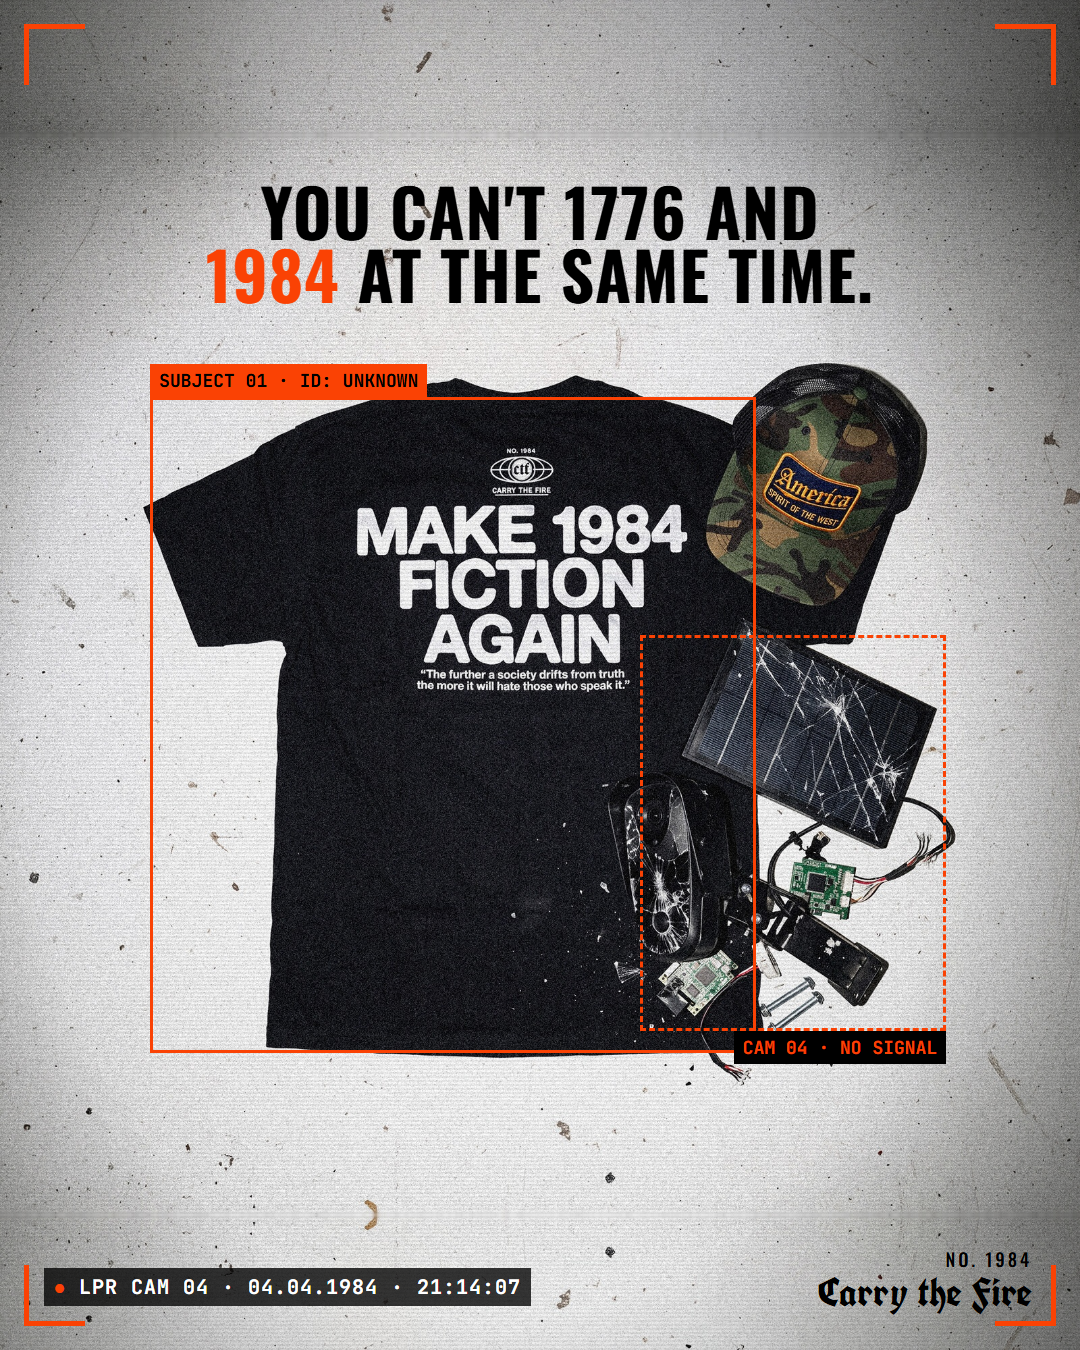 YOU CAN'T 1776 AND
1984 AT THE SAME TIME.
SUBJECT 01 · ID: UNKNOWN
NO. 1984
ctf
CARRY THE FIRE
MAKE 1984
FICTION
AGAIN
“The further a society drifts from truth
the more it will hate those who speak it.”
America
SPIRIT OF THE WEST
CAM 04 · NO SIGNAL
LPR CAM 04 · 04.04.1984 · 21:14:07
NO. 1984
Carry the Fire